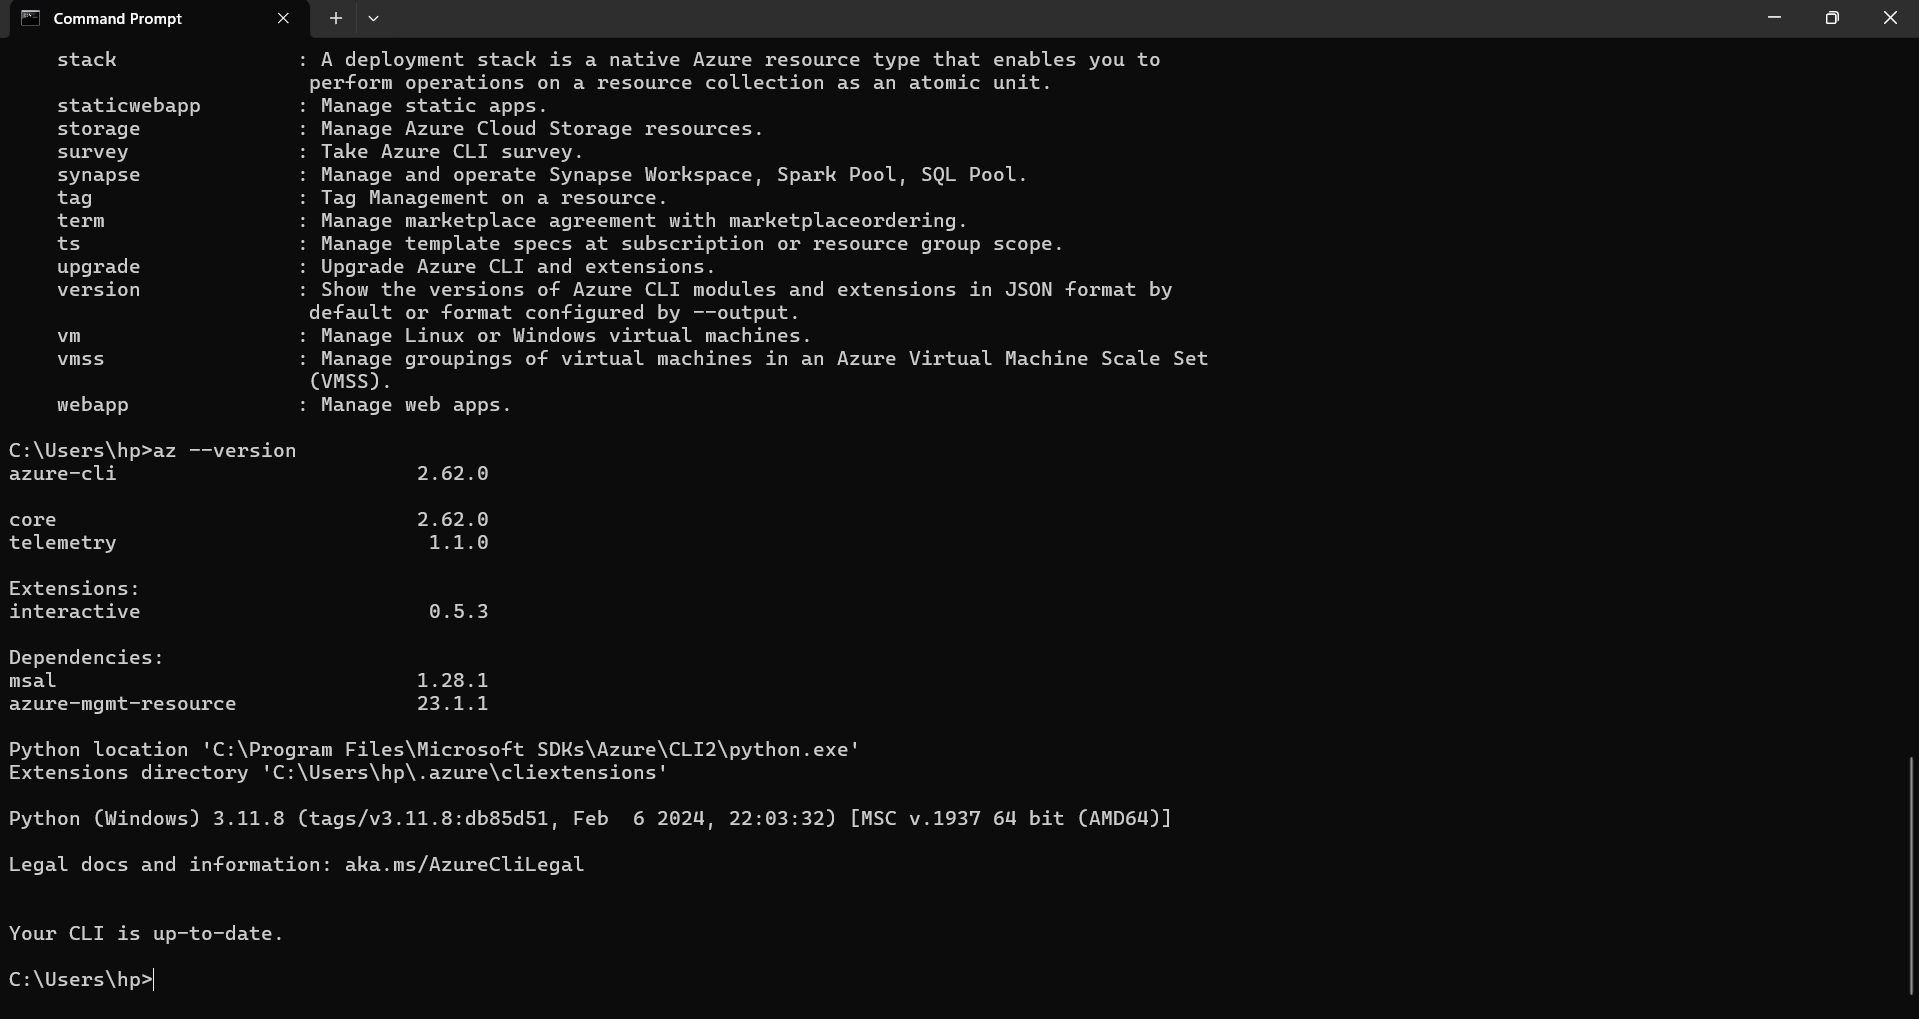 Command Prompt
stack : A deployment stack is a native Azure resource type that enables you to
perform operations on a resource collection as an atomic unit.
staticwebapp : Manage static apps.
storage : Manage Azure Cloud Storage resources.
survey : Take Azure CLI survey.
synapse : Manage and operate Synapse Workspace, Spark Pool, SQL Pool.
tag : Tag Management on a resource.
term : Manage marketplace agreement with marketplaceordering.
ts : Manage template specs at subscription or resource group scope.
upgrade : Upgrade Azure CLI and extensions.
version : Show the versions of Azure CLI modules and extensions in JSON format by
default or format configured by --output.
vm : Manage Linux or Windows virtual machines.
vmss : Manage groupings of virtual machines in an Azure Virtual Machine Scale Set
(VMSS).
webapp : Manage web apps.
C:\Users\hp>az --version
azure-cli 2.62.0
core 2.62.0
telemetry 1.1.0
Extensions:
interactive 0.5.3
Dependencies:
msal 1.28.1
azure-mgmt-resource 23.1.1
Python location 'C:\Program Files\Microsoft SDKs\Azure\CLI2\python.exe'
Extensions directory 'C:\Users\hp\.azure\cliextensions'
Python (Windows) 3.11.8 (tags/v3.11.8:db85d51, Feb  6 2024, 22:03:32) [MSC v.1937 64 bit (AMD64)]
Legal docs and information: aka.ms/AzureCliLegal
Your CLI is up-to-date.
C:\Users\hp>